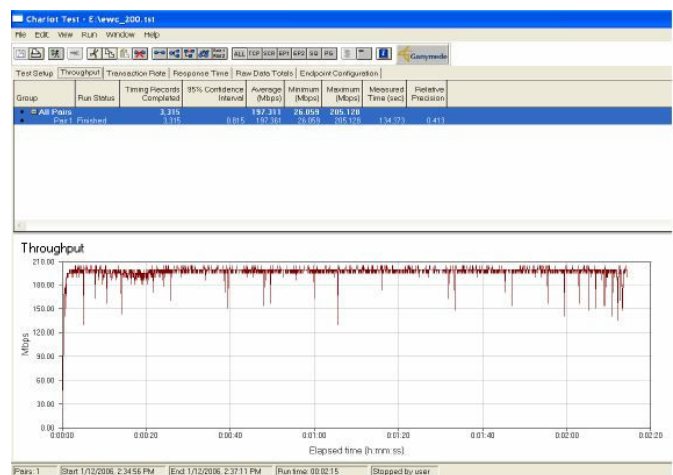 Chariot Test - E:\ewc_200.tst
File Edit View Run Window Help
ALL TCP SCR EP1 EP2 SQ PG Ganymede
Test Setup Throughput Transaction Rate Response Time Raw Data Totals Endpoint Configuration
Group Run Status Timing Records Completed 95% Confidence Interval Average (Mbps) Minimum (Mbps) Maximum (Mbps) Measured Time (sec) Relative Precision
All Pairs 3,315 197.311 26.059 205.128
Pair 1 Finished 3,315 0.815 197.361 26.059 205.128 134.373 0.413
Throughput
Mbps
210.00
180.00
150.00
120.00
90.00
60.00
30.00
0.00
0:00:00 0:00:20 0:00:40 0:01:00 0:01:20 0:01:40 0:02:00 0:02:20
Elapsed time (h:mm:ss)
Pairs: 1 Start 1/12/2006, 2:34:56 PM End: 1/12/2006, 2:37:11 PM Run time: 00:02:15 Stopped by user